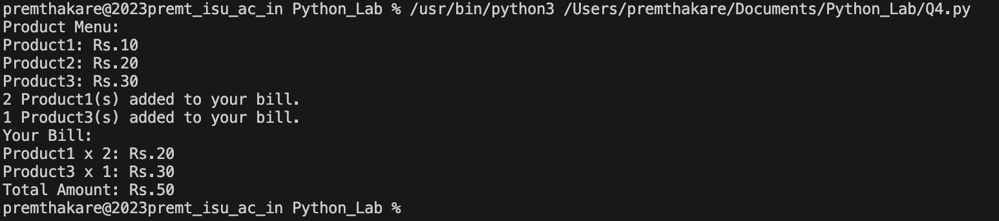 premthakare@2023premt_isu_ac_in Python_Lab % /usr/bin/python3 /Users/premthakare/Documents/Python_Lab/Q4.py
Product Menu:
Product1: Rs.10
Product2: Rs.20
Product3: Rs.30
2 Product1(s) added to your bill.
1 Product3(s) added to your bill.
Your Bill:
Product1 x 2: Rs.20
Product3 x 1: Rs.30
Total Amount: Rs.50
premthakare@2023premt_isu_ac_in Python_Lab %